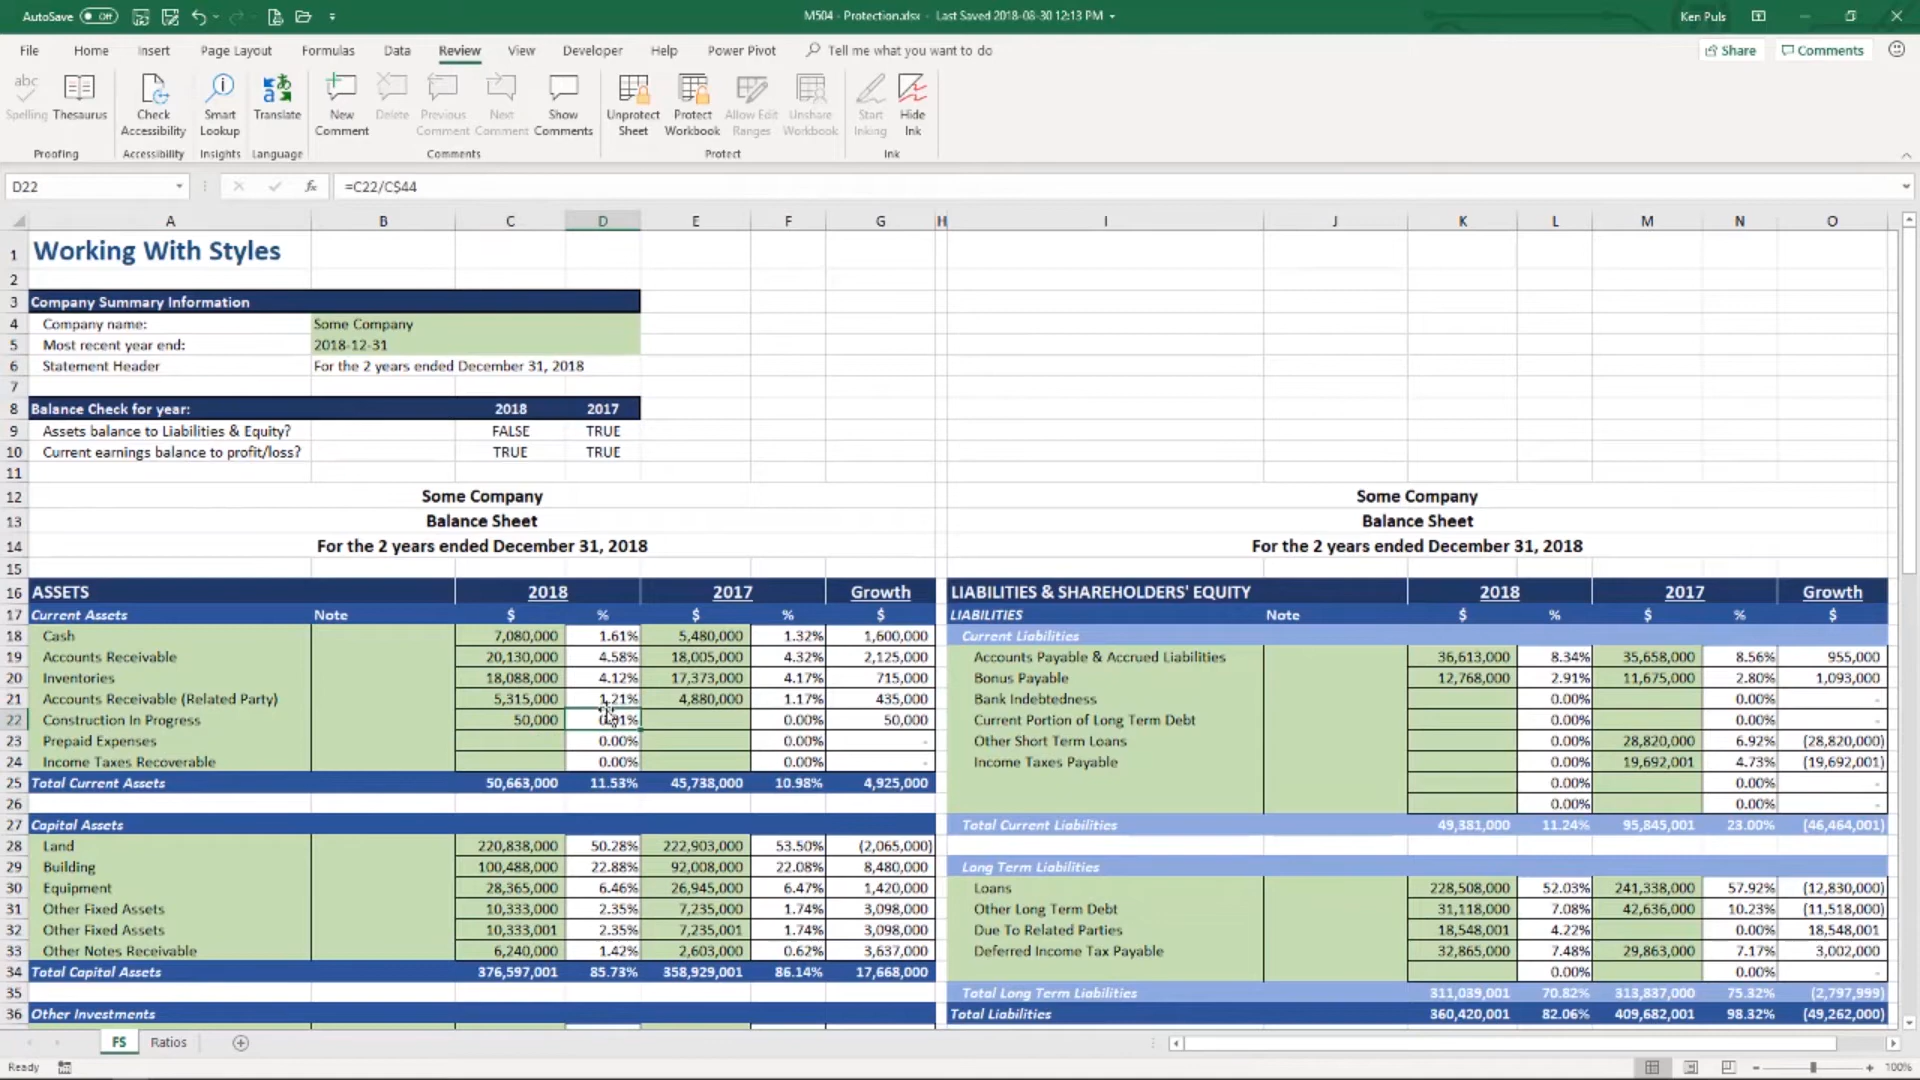 AutoSave Off M504 - Protection.xlsx - Last Saved 2018-08-30 12:13 PM Ken Puls
File Home Insert Page Layout Formulas Data Review View Developer Help Power Pivot Tell me what you want to do Share Comments
abc Spelling Thesaurus Check Accessibility Smart Lookup Translate New Comment Delete Previous Comment Next Comment Show Comments Unprotect Sheet Protect Workbook Allow Edit Ranges Unshare Workbook Start Inking Hide Ink
Proofing Accessibility Insights Language Comments Protect Ink
D22 fx =C22/C$44
A B C D E F G H I J K L M N O
1 Working With Styles
2
3 Company Summary Information
4 Company name: Some Company
5 Most recent year end: 2018-12-31
6 Statement Header For the 2 years ended December 31, 2018
7
8 Balance Check for year: 2018 2017
9 Assets balance to Liabilities & Equity? FALSE TRUE
10 Current earnings balance to profit/loss? TRUE TRUE
11
12 Some Company Some Company
13 Balance Sheet Balance Sheet
14 For the 2 years ended December 31, 2018 For the 2 years ended December 31, 2018
15
16 ASSETS 2018 2017 Growth LIABILITIES & SHAREHOLDERS' EQUITY 2018 2017 Growth
17 Current Assets Note $ % $ % $ LIABILITIES Note $ % $ % $
18 Cash 7,080,000 1.61% 5,480,000 1.32% 1,600,000 Current Liabilities
19 Accounts Receivable 20,130,000 4.58% 18,005,000 4.32% 2,125,000 Accounts Payable & Accrued Liabilities 36,613,000 8.34% 35,658,000 8.56% 955,000
20 Inventories 18,088,000 4.12% 17,373,000 4.17% 715,000 Bonus Payable 12,768,000 2.91% 11,675,000 2.80% 1,093,000
21 Accounts Receivable (Related Party) 5,315,000 1.21% 4,880,000 1.17% 435,000 Bank Indebtedness 0.00% 0.00% -
22 Construction In Progress 50,000 0.01% 0.00% 50,000 Current Portion of Long Term Debt 0.00% 0.00% -
23 Prepaid Expenses 0.00% 0.00% - Other Short Term Loans 0.00% 28,820,000 6.92% (28,820,000)
24 Income Taxes Recoverable 0.00% 0.00% - Income Taxes Payable 0.00% 19,692,001 4.73% (19,692,001)
25 Total Current Assets 50,663,000 11.53% 45,738,000 10.98% 4,925,000 0.00% 0.00% -
26 0.00% 0.00% -
27 Capital Assets Total Current Liabilities 49,381,000 11.24% 95,845,001 23.00% (46,464,001)
28 Land 220,838,000 50.28% 222,903,000 53.50% (2,065,000)
29 Building 100,488,000 22.88% 92,008,000 22.08% 8,480,000 Long Term Liabilities
30 Equipment 28,365,000 6.46% 26,945,000 6.47% 1,420,000 Loans 228,508,000 52.03% 241,338,000 57.92% (12,830,000)
31 Other Fixed Assets 10,333,000 2.35% 7,235,000 1.74% 3,098,000 Other Long Term Debt 31,118,000 7.08% 42,636,000 10.23% (11,518,000)
32 Other Fixed Assets 10,333,001 2.35% 7,235,001 1.74% 3,098,000 Due To Related Parties 18,548,001 4.22% 0.00% 18,548,001
33 Other Notes Receivable 6,240,000 1.42% 2,603,000 0.62% 3,637,000 Deferred Income Tax Payable 32,865,000 7.48% 29,863,000 7.17% 3,002,000
34 Total Capital Assets 376,597,001 85.73% 358,929,001 86.14% 17,668,000 0.00% 0.00% -
35 Total Long Term Liabilities 311,039,001 70.82% 313,837,000 75.32% (2,797,999)
36 Other Investments Total Liabilities 360,420,001 82.06% 409,682,001 98.32% (49,262,000)
FS Ratios
Ready 100%